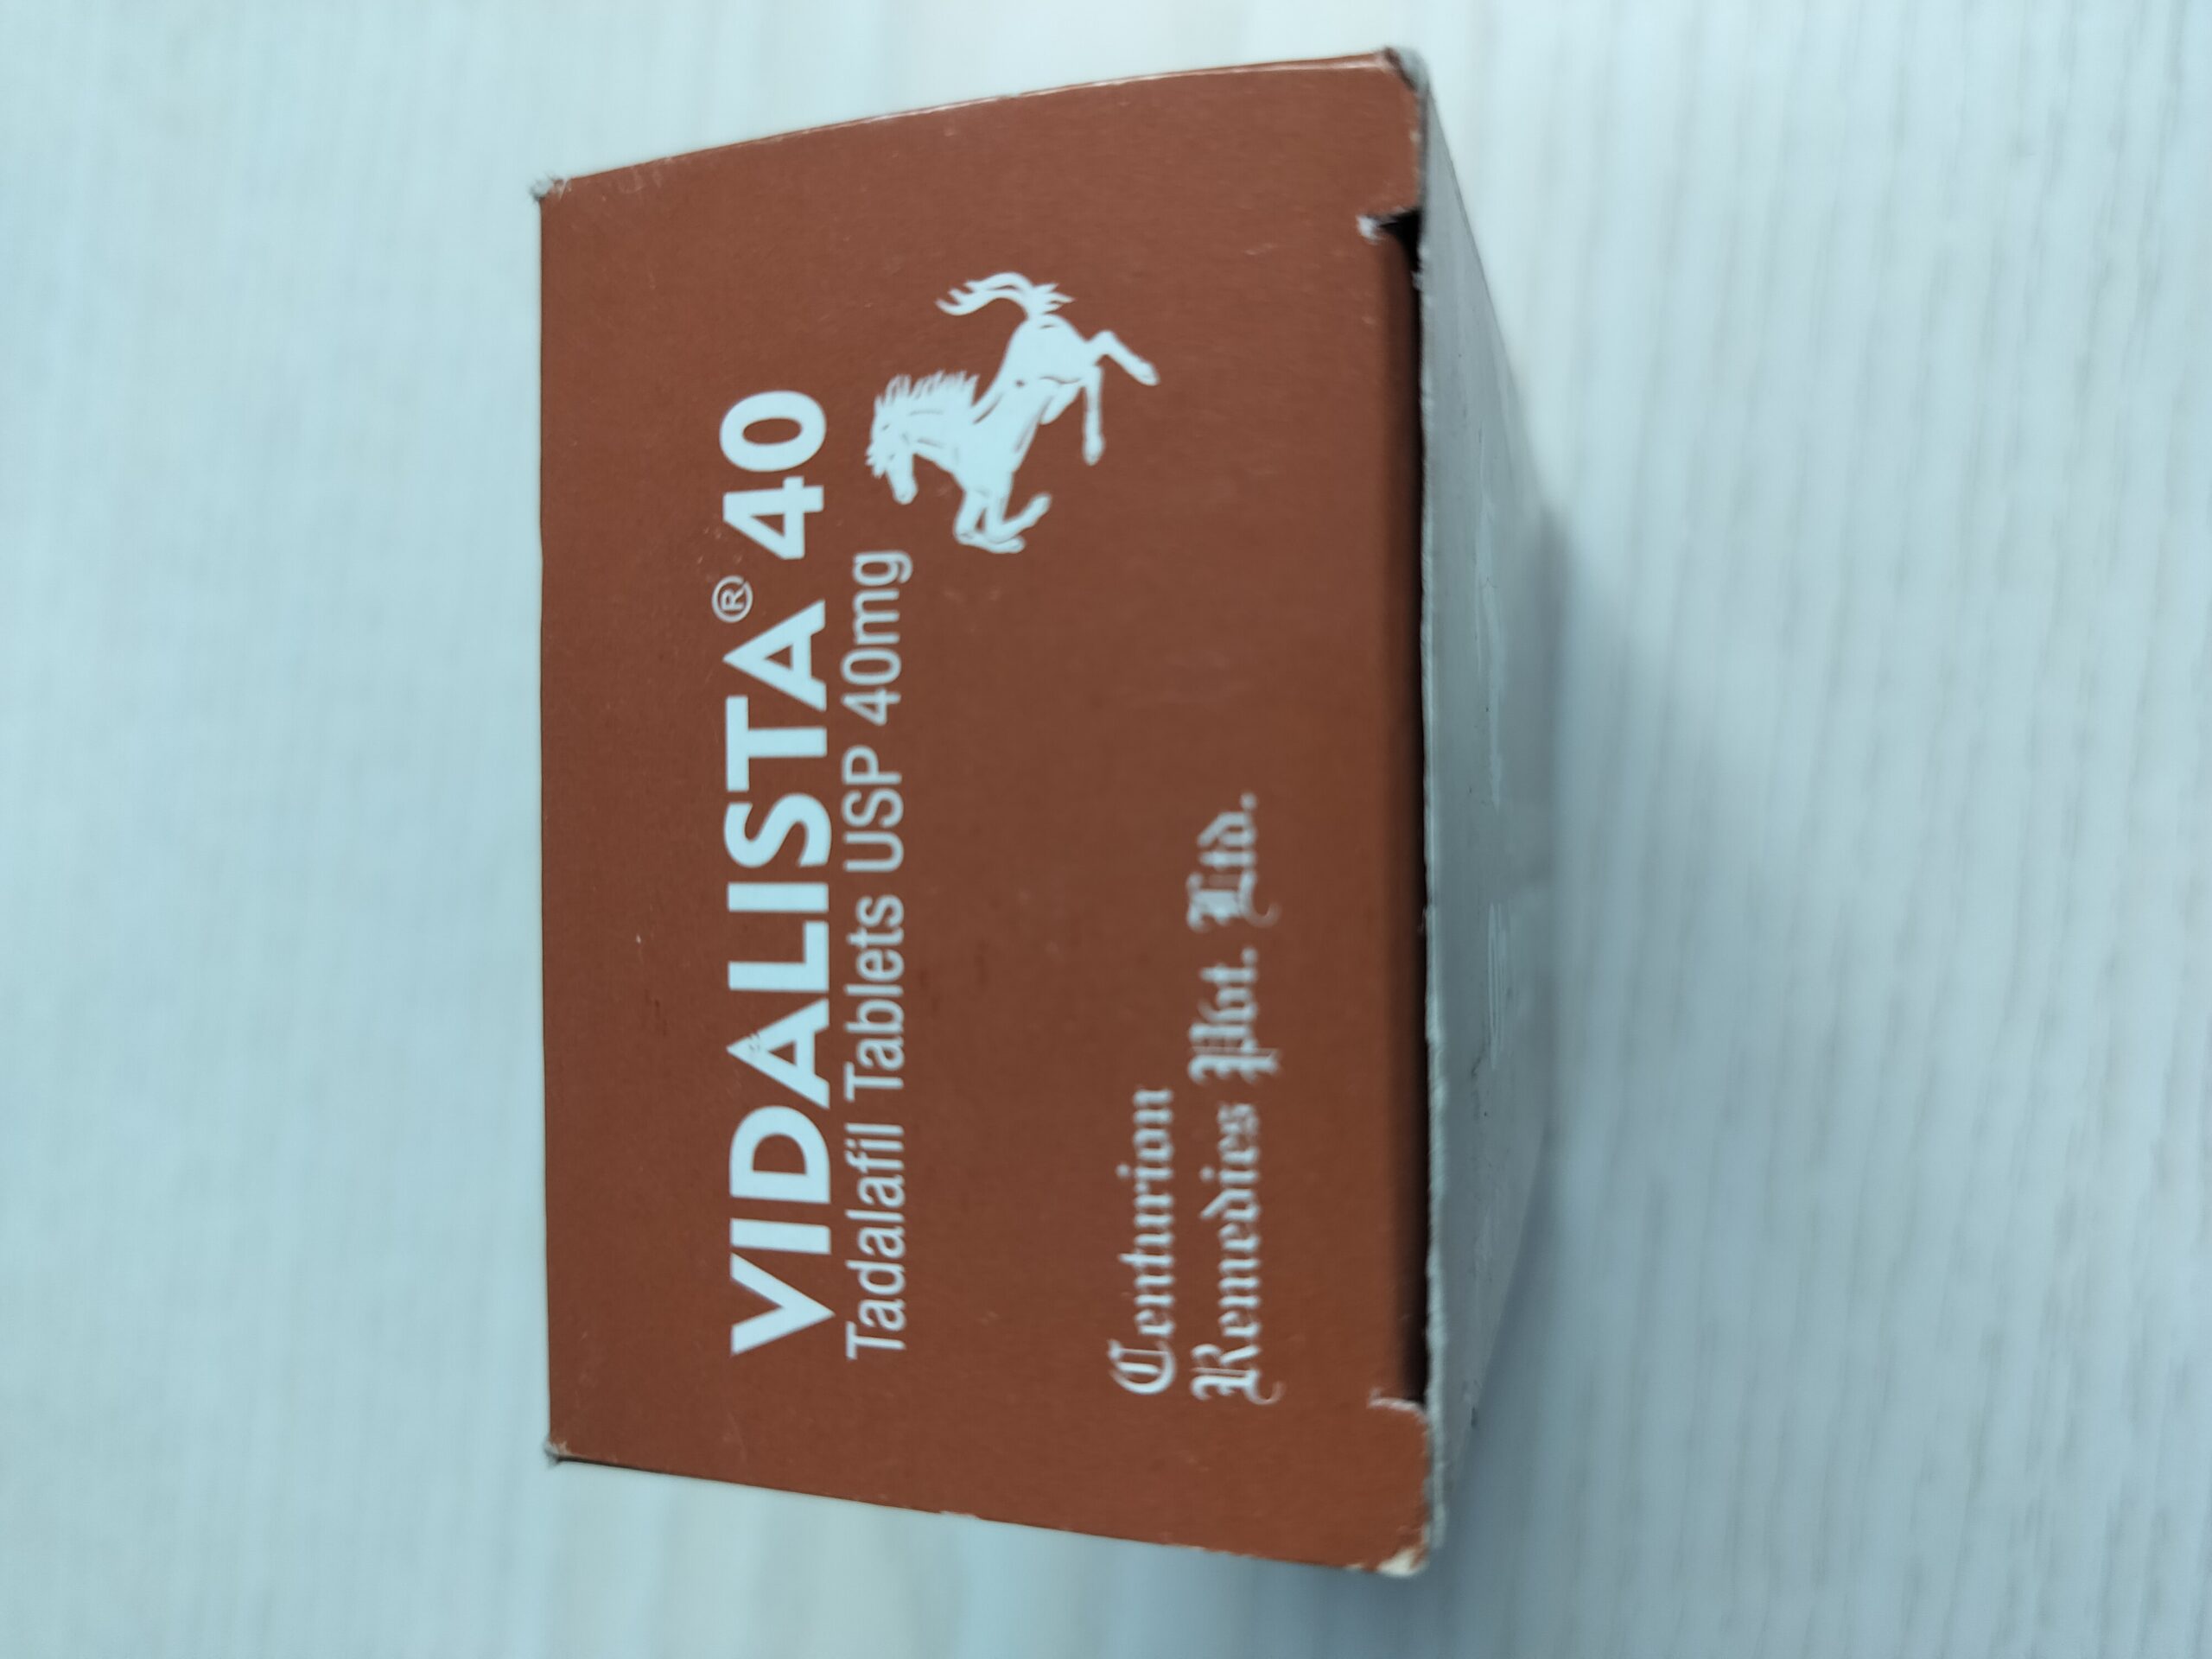 VIDALISTA® 40
Tadalafil Tablets USP 40mg
Centurion
Remedies Pvt. Ltd.